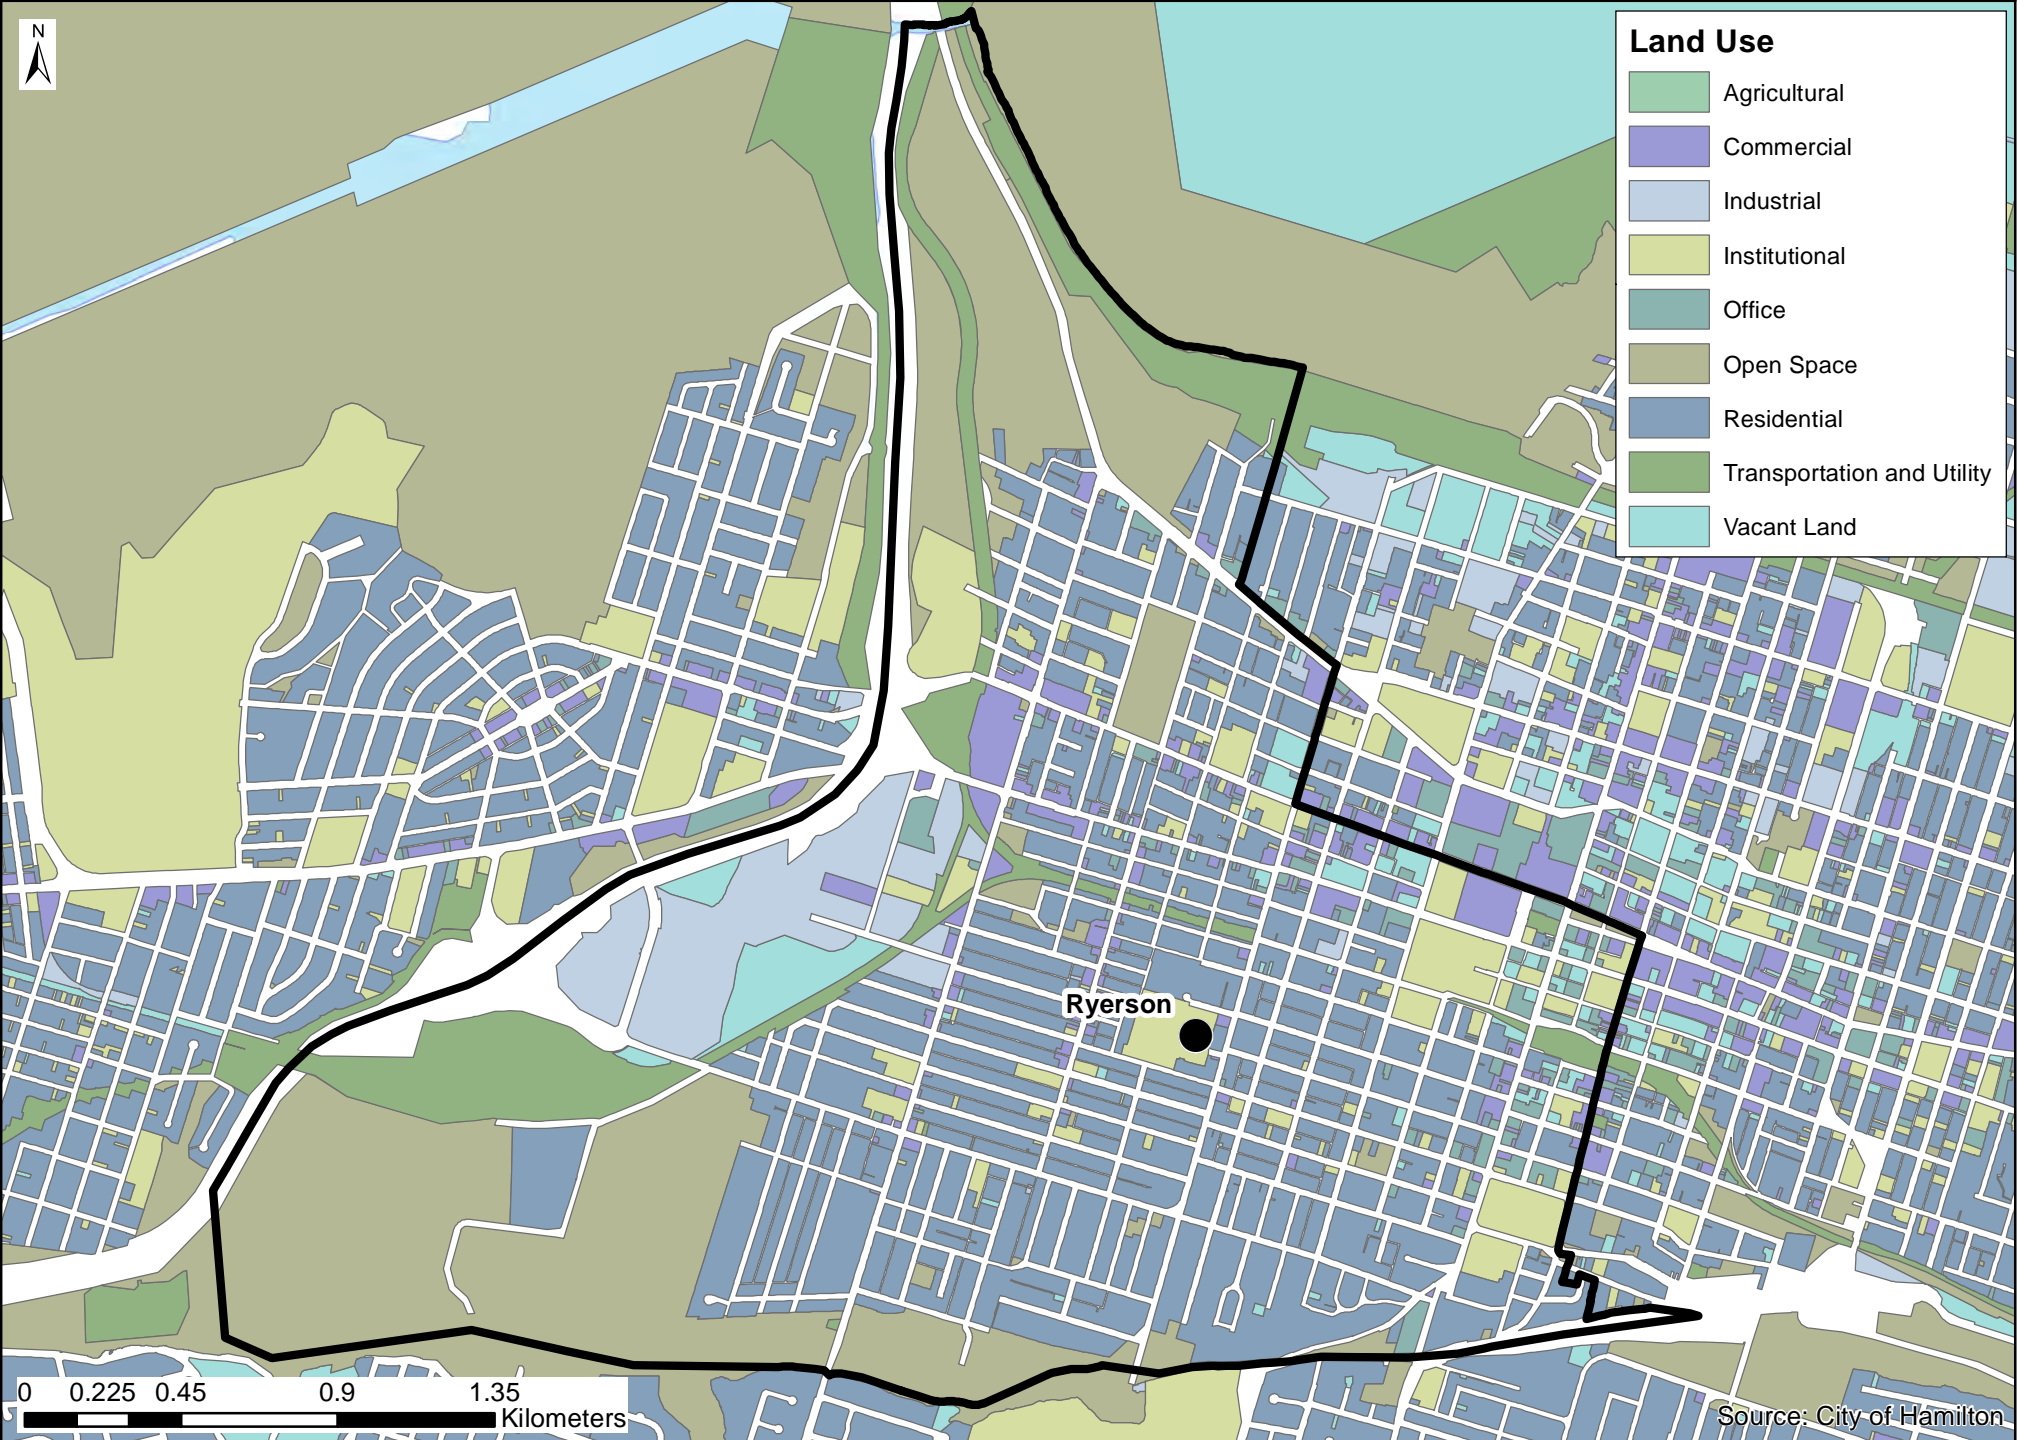 N
Land Use
Agricultural
Commercial
Industrial
Institutional
Office
Open Space
Residential
Transportation and Utility
Vacant Land
Ryerson
0 0.225 0.45 0.9 1.35
Kilometers
Source: City of Hamilton